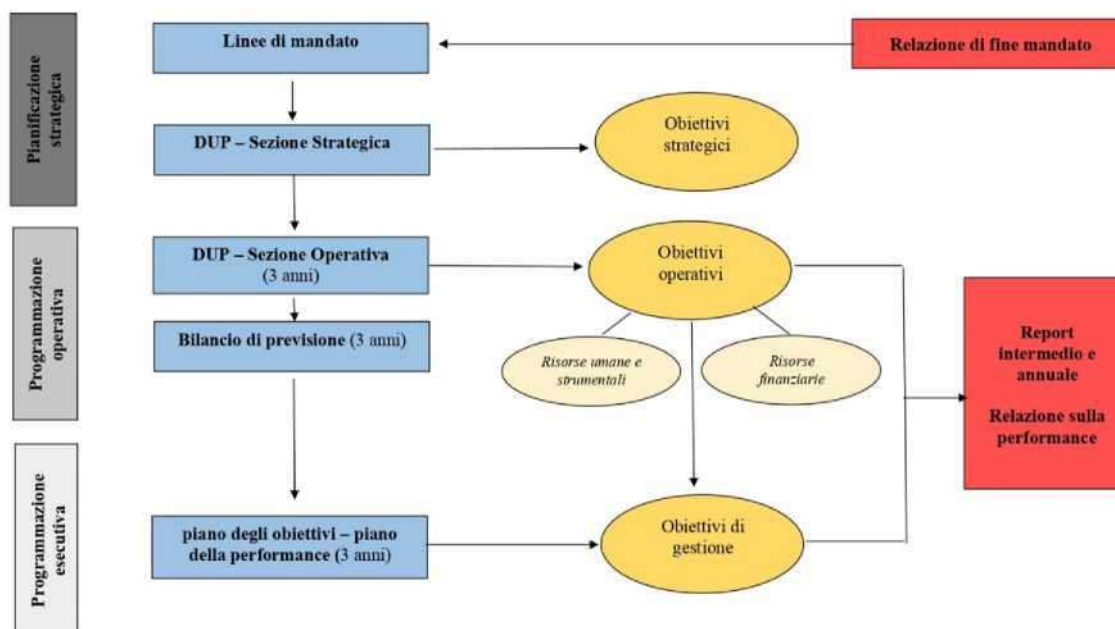 Pianificazione
strategica
Linee di mandato
Relazione di fine mandato
DUP – Sezione Strategica
Obiettivi
strategici
Programmazione
operativa
DUP – Sezione Operativa
(3 anni)
Obiettivi
operativi
Bilancio di previsione (3 anni)
Risorse umane e
strumentali
Risorse
finanziarie
Report
intermedio e
annuale
Relazione sulla
performance
Programmazione
esecutiva
piano degli obiettivi – piano
della performance (3 anni)
Obiettivi di
gestione